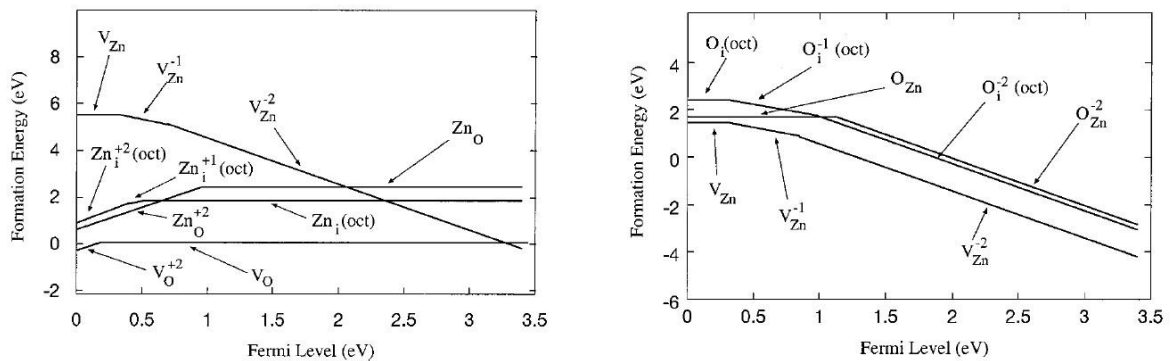 10
8
6
4
2
0
-2
Formation Energy (eV)
V_Zn
V_Zn^-1
V_Zn^-2
Zn_O
Zn_i^+2(oct)
Zn_i^+1(oct)
Zn_O^+2
Zn_i(oct)
V_O^+2
V_O
0 0.5 1 1.5 2 2.5 3 3.5
Fermi Level (eV)
4
2
0
-2
-4
-6
Formation Energy (eV)
O_i(oct)
O_i^-1 (oct)
O_Zn
O_i^-2 (oct)
O_Zn^-2
V_Zn
V_Zn^-1
V_Zn^-2
0 0.5 1 1.5 2 2.5 3 3.5
Fermi Level (eV)